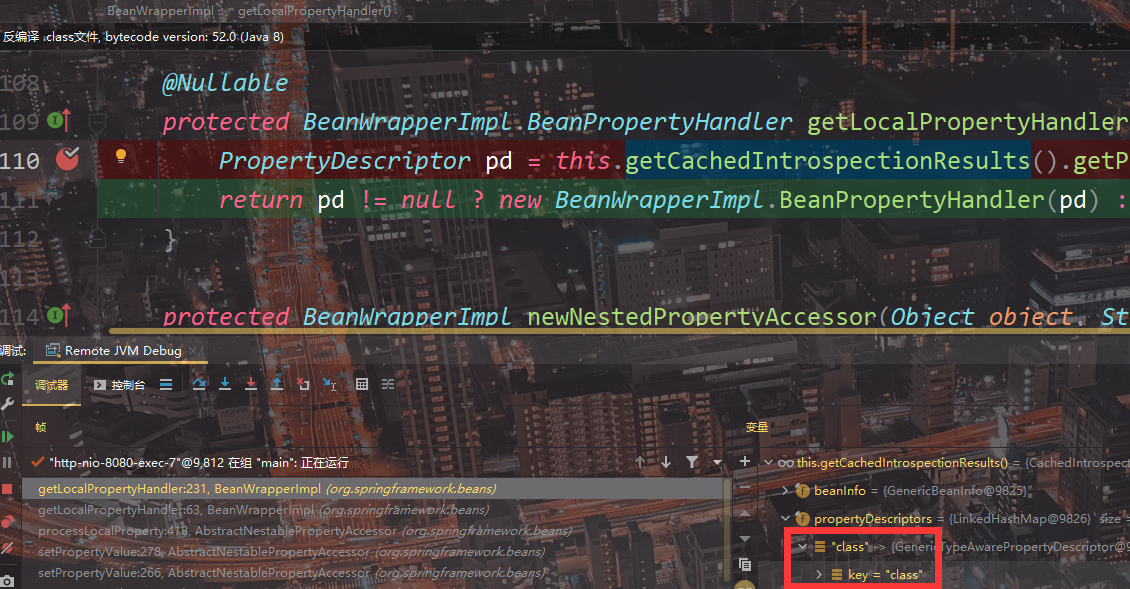 BeanWrapperImpl getLocalPropertyHandler()
反编译 .class文件, bytecode version: 52.0 (Java 8)
108 @Nullable
109 protected BeanWrapperImpl.BeanPropertyHandler getLocalPropertyHandler
110 PropertyDescriptor pd = this.getCachedIntrospectionResults().getP
111 return pd != null ? new BeanWrapperImpl.BeanPropertyHandler(pd) :
112 }
113
114 protected BeanWrapperImpl newNestedPropertyAccessor(Object object, St
调试: Remote JVM Debug
调试器 控制台
帧
变量
"http-nio-8080-exec-7"@9,812 在组 "main": 正在运行
getLocalPropertyHandler:231, BeanWrapperImpl (org.springframework.beans)
getLocalPropertyHandler:63, BeanWrapperImpl (org.springframework.beans)
processLocalProperty:418, AbstractNestablePropertyAccessor (org.springframework.beans)
setPropertyValue:278, AbstractNestablePropertyAccessor (org.springframework.beans)
setPropertyValue:266, AbstractNestablePropertyAccessor (org.springframework.beans)
this.getCachedIntrospectionResults() = {CachedIntrospect
beanInfo = {GenericBeanInfo@9825}
propertyDescriptors = {LinkedHashMap@9826} size =
"class" -> {GenericTypeAwarePropertyDescriptor@9
key = "class"